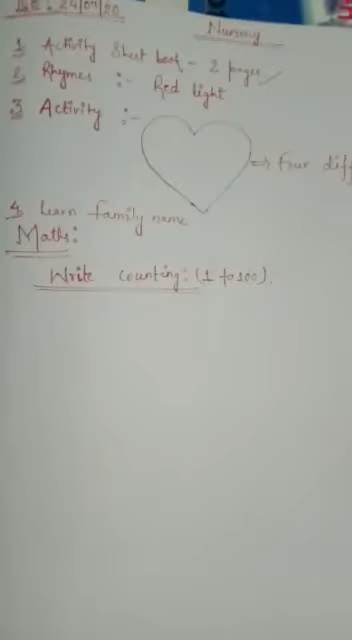 Nursery
1 Activity Sheet book - 2 pages
2 Rhymes :- Red light
3 Activity :-
⇒ four diff
4. Learn family name
Maths:
Write counting: (1 to 100).